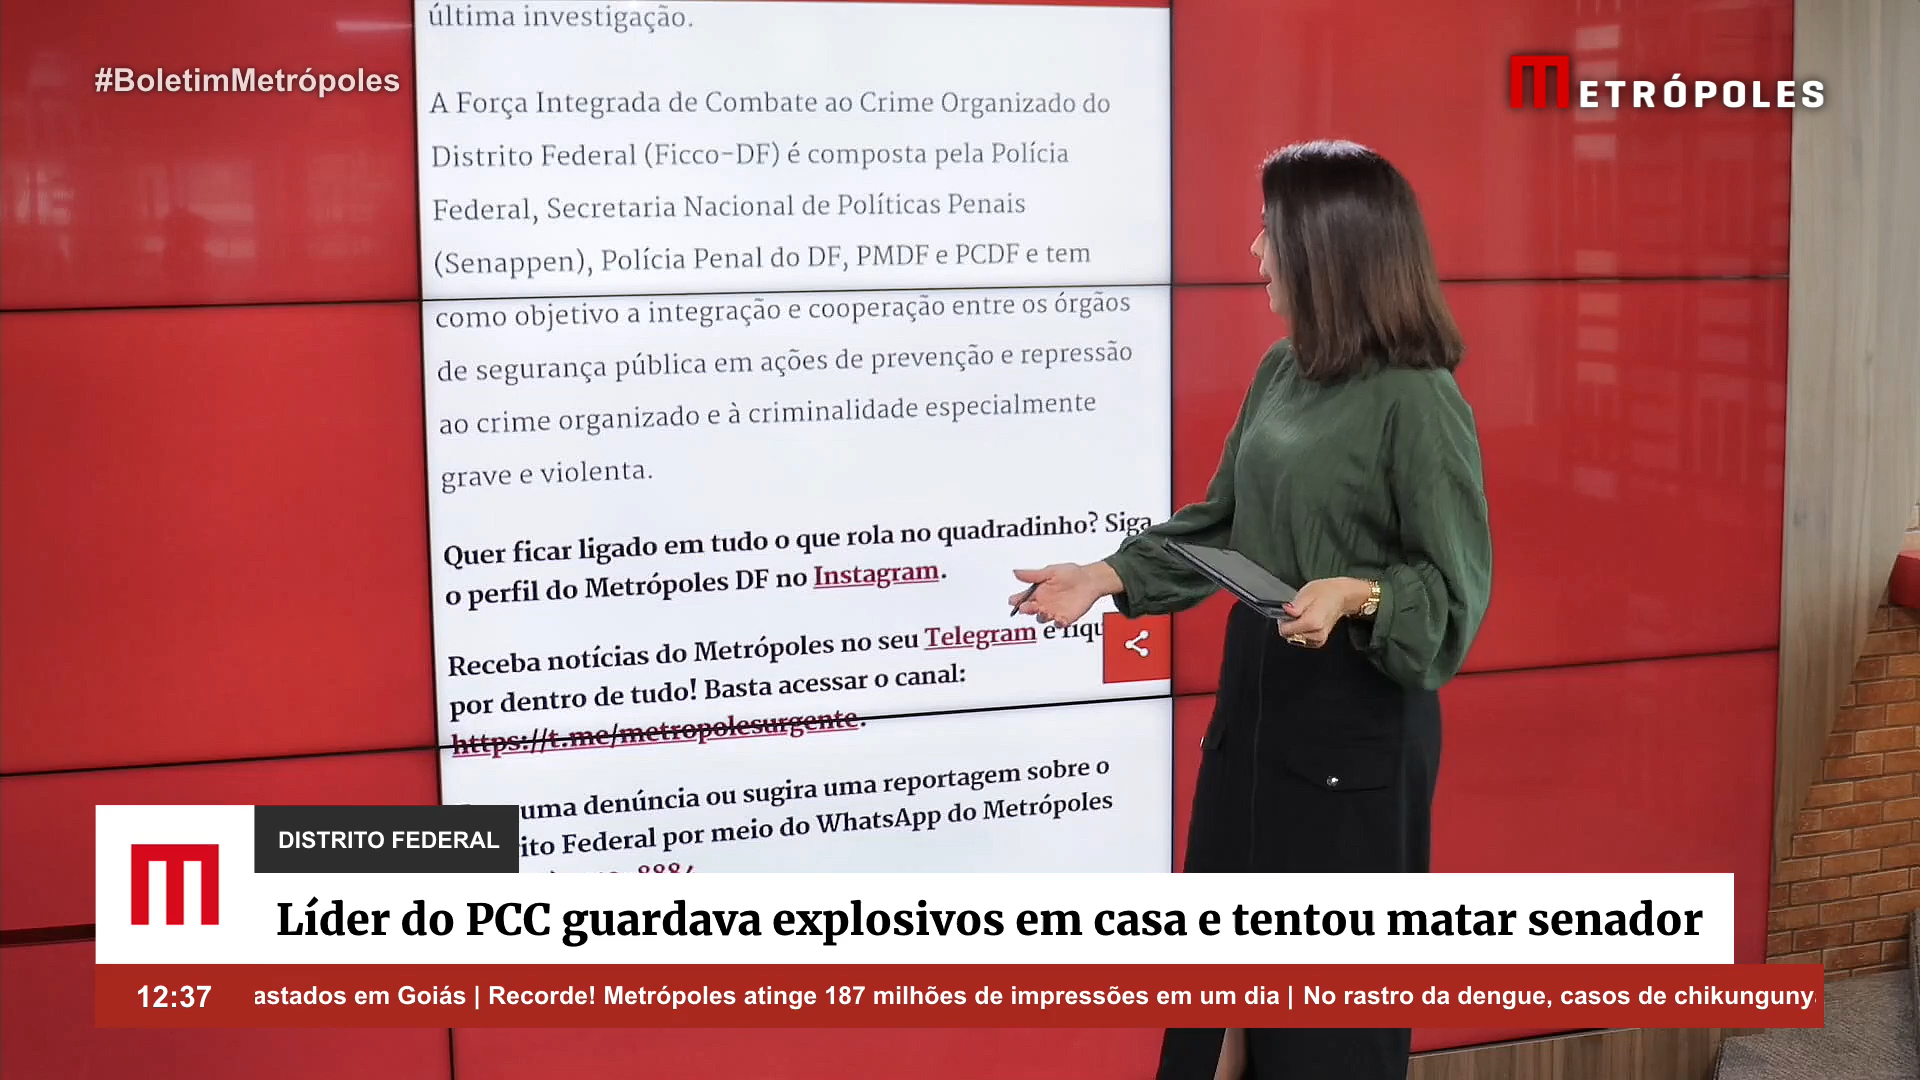 última investigação.
#BoletimMetrópoles
METRÓPOLES
A Força Integrada de Combate ao Crime Organizado do
Distrito Federal (Ficco-DF) é composta pela Polícia
Federal, Secretaria Nacional de Políticas Penais
(Senappen), Polícia Penal do DF, PMDF e PCDF e tem
como objetivo a integração e cooperação entre os órgãos
de segurança pública em ações de prevenção e repressão
ao crime organizado e à criminalidade especialmente
grave e violenta.
Quer ficar ligado em tudo o que rola no quadradinho? Siga
o perfil do Metrópoles DF no Instagram.
Receba notícias do Metrópoles no seu Telegram e fiqu
por dentro de tudo! Basta acessar o canal:
https://t.me/metropolesurgente.
uma denúncia ou sugira uma reportagem sobre o
ito Federal por meio do WhatsApp do Metrópoles
DISTRITO FEDERAL
Líder do PCC guardava explosivos em casa e tentou matar senador
12:37 astados em Goiás | Recorde! Metrópoles atinge 187 milhões de impressões em um dia | No rastro da dengue, casos de chikunguny